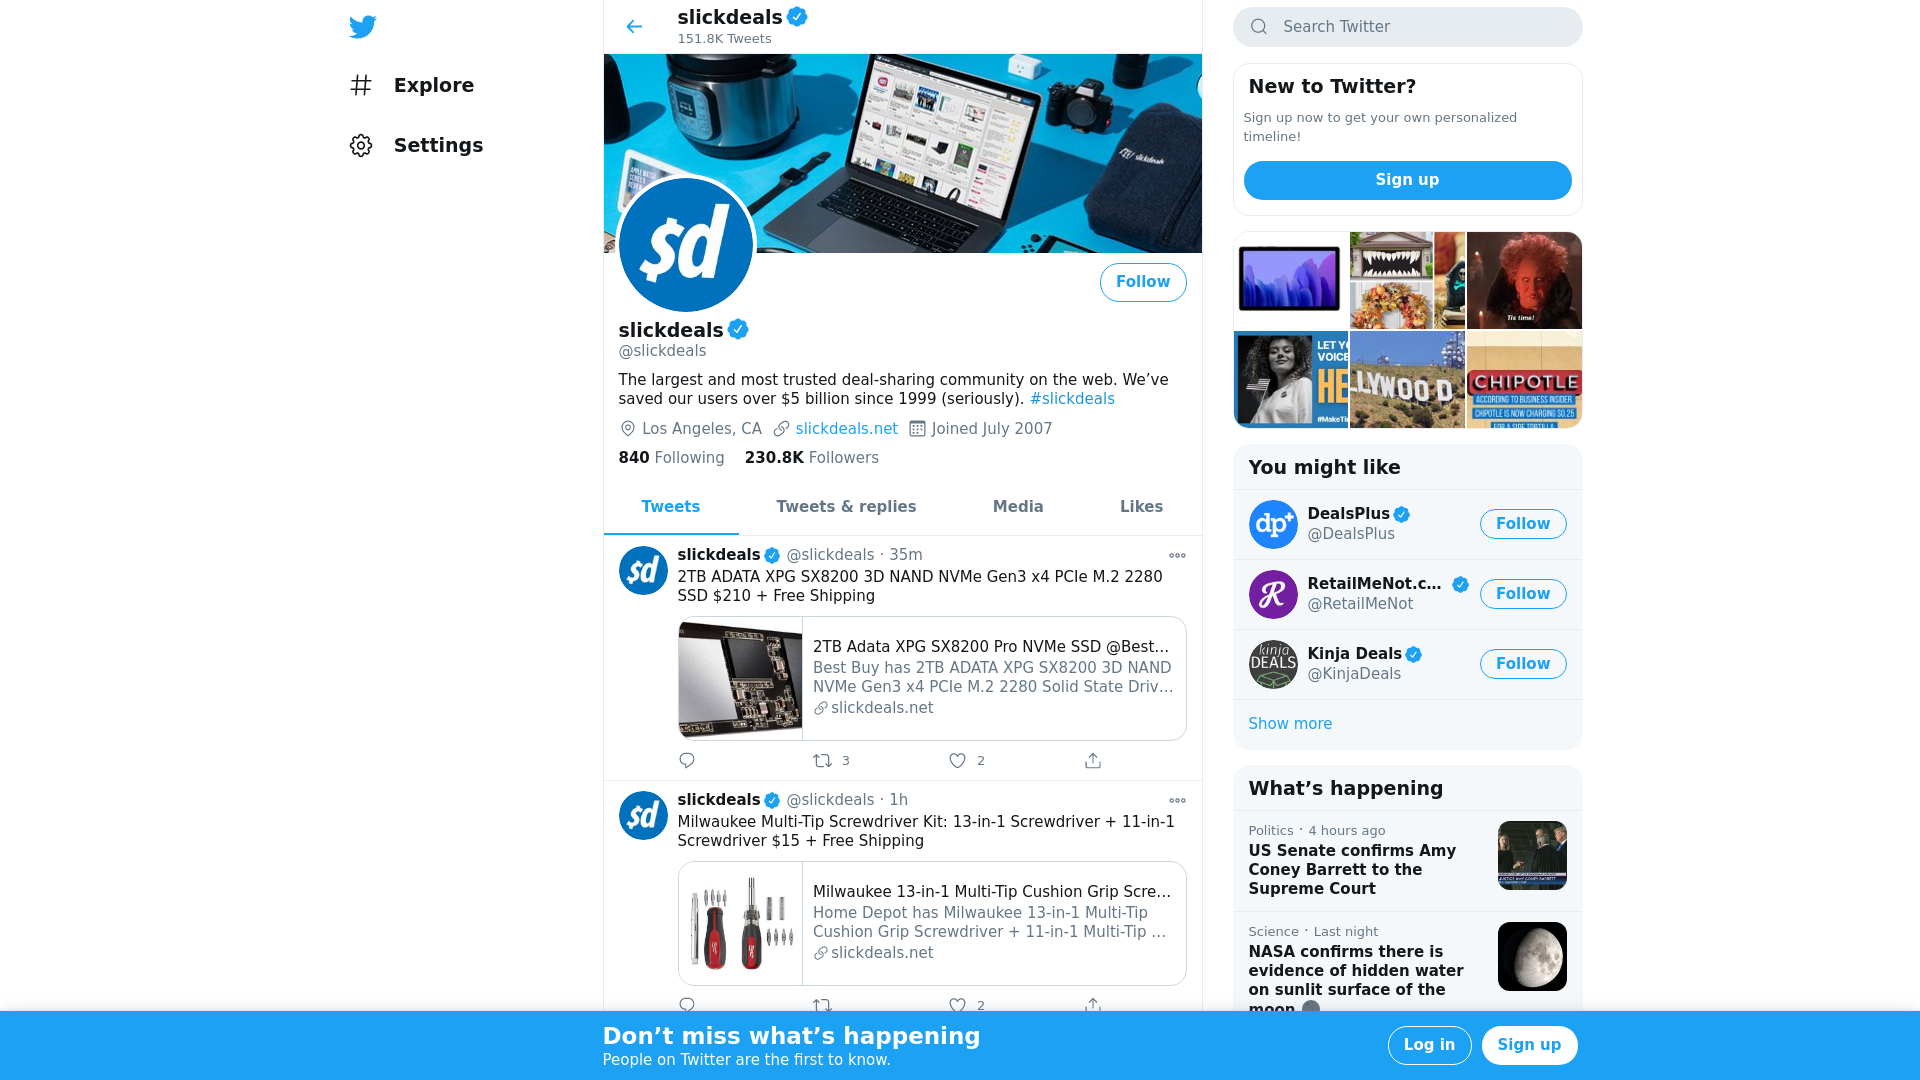 Explore
Settings
slickdeals
151.8K Tweets
slickdeals
$d
Follow
slickdeals
@slickdeals
The largest and most trusted deal-sharing community on the web. We’ve
saved our users over $5 billion since 1999 (seriously). #slickdeals
Los Angeles, CA slickdeals.net Joined July 2007
840 Following 230.8K Followers
Tweets Tweets & replies Media Likes
$d
slickdeals @slickdeals · 35m
2TB ADATA XPG SX8200 3D NAND NVMe Gen3 x4 PCIe M.2 2280
SSD $210 + Free Shipping
2TB Adata XPG SX8200 Pro NVMe SSD @Best...
Best Buy has 2TB ADATA XPG SX8200 3D NAND
NVMe Gen3 x4 PCIe M.2 2280 Solid State Driv...
slickdeals.net
3 2
$d
slickdeals @slickdeals · 1h
Milwaukee Multi-Tip Screwdriver Kit: 13-in-1 Screwdriver + 11-in-1
Screwdriver $15 + Free Shipping
Milwaukee 13-in-1 Multi-Tip Cushion Grip Scre...
Home Depot has Milwaukee 13-in-1 Multi-Tip
Cushion Grip Screwdriver + 11-in-1 Multi-Tip ...
slickdeals.net
2
Search Twitter
New to Twitter?
Sign up now to get your own personalized
timeline!
Sign up
Tis time!
LET YO
VOICE
HE
#MakeTi
LLYWOOD
CHIPOTLE
ACCORDING TO BUSINESS INSIDER,
CHIPOTLE IS NOW CHARGING $0.25
FOR A SIDE TORTILLA
You might like
dp+
DealsPlus
@DealsPlus
Follow
R
RetailMeNot.c...
@RetailMeNot
Follow
kinja
DEALS
Kinja Deals
@KinjaDeals
Follow
Show more
What’s happening
Politics · 4 hours ago
US Senate confirms Amy
Coney Barrett to the
Supreme Court
Science · Last night
NASA confirms there is
evidence of hidden water
on sunlit surface of the
moon
Don’t miss what’s happening
People on Twitter are the first to know.
Log in
Sign up